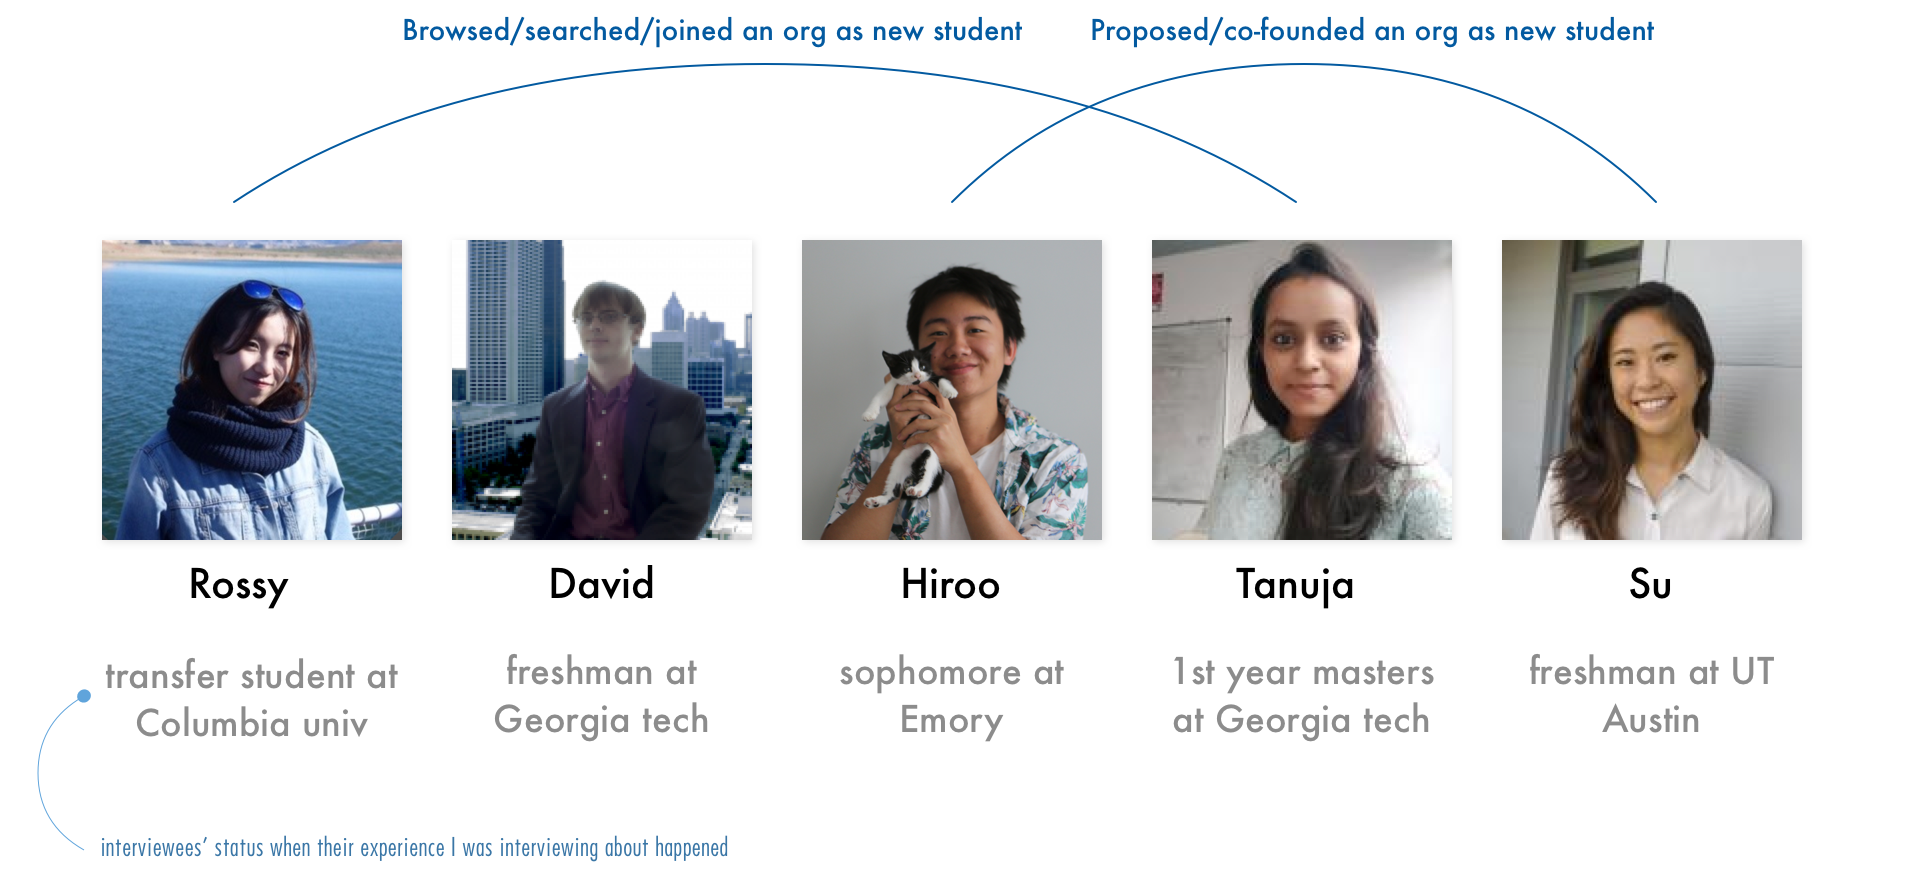 Browsed/searched/joined an org as new student
Proposed/co-founded an org as new student
Rossy
David
Hiroo
Tanuja
Su
transfer student at
Columbia univ
freshman at
Georgia tech
sophomore at
Emory
1st year masters
at Georgia tech
freshman at UT
Austin
interviewees’ status when their experience I was interviewing about happened